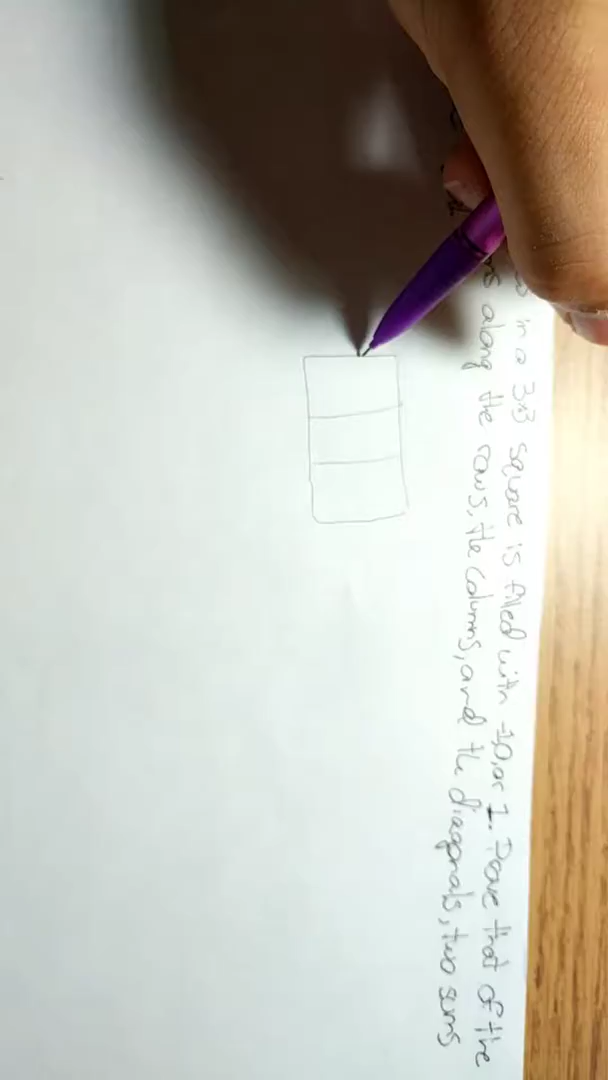 in a 3x3 square is filled with -1,0,or 1. Prove that of the
along the rows, the columns, and the diagonals, two sums